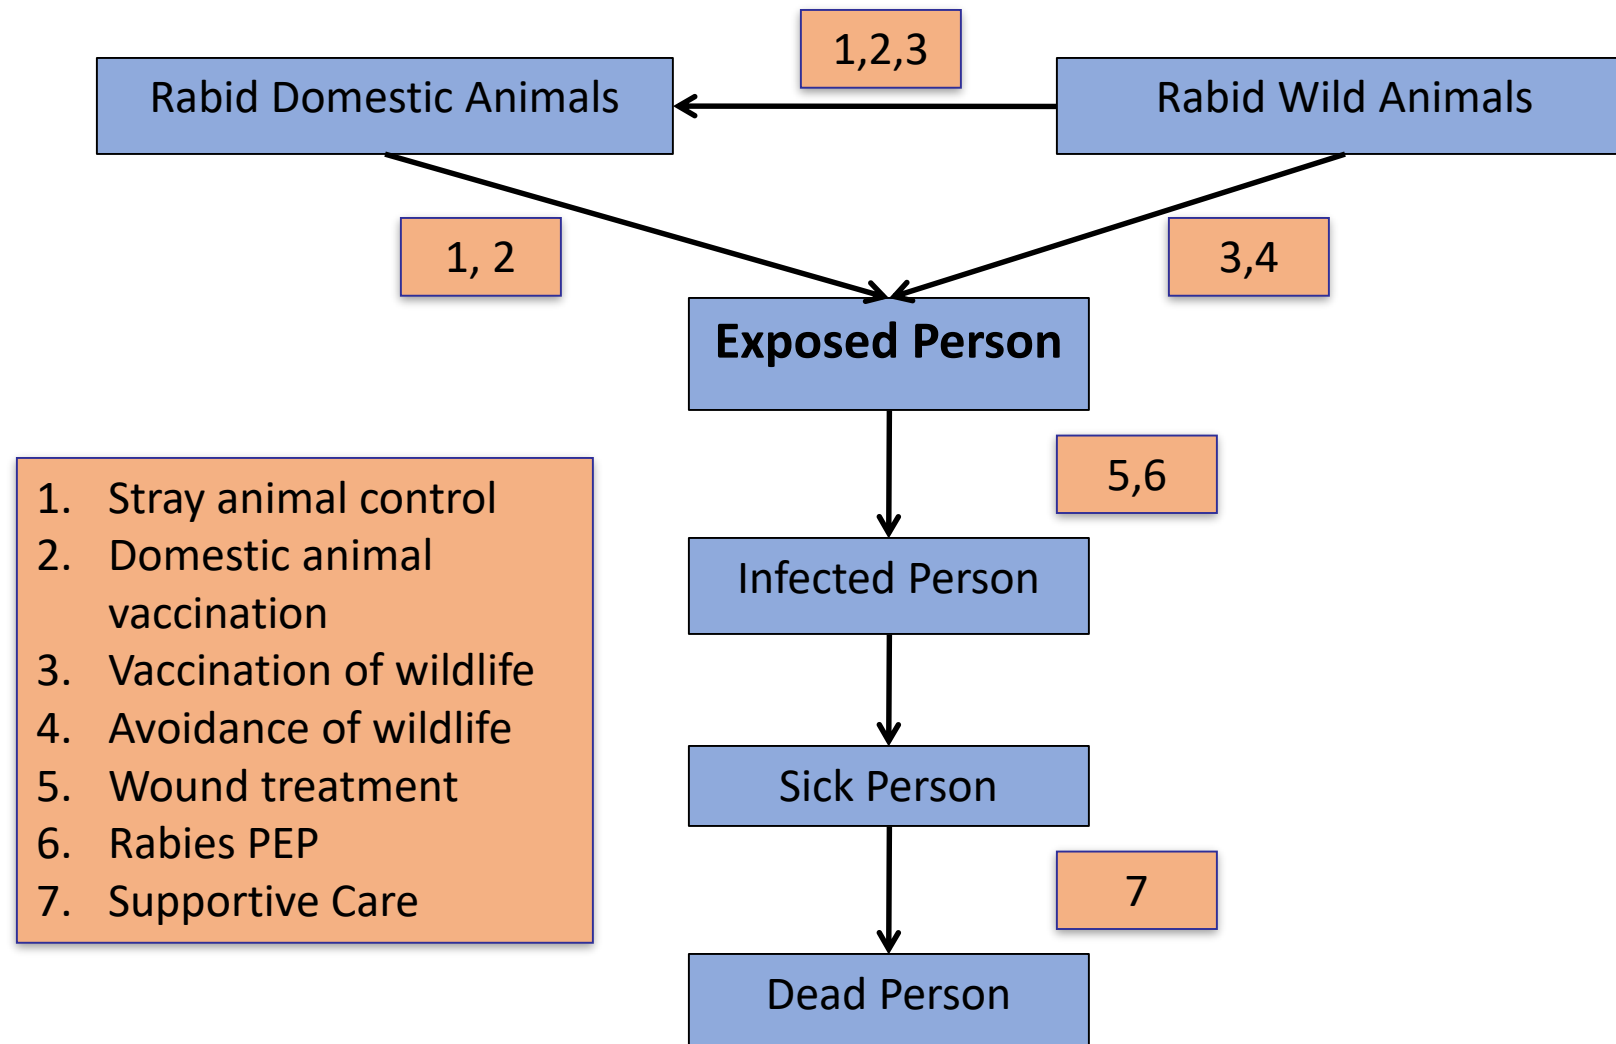 1,2,3
Rabid Domestic Animals
Rabid Wild Animals
1, 2
3,4
Exposed Person
5,6
1. Stray animal control
2. Domestic animal
vaccination
3. Vaccination of wildlife
4. Avoidance of wildlife
5. Wound treatment
6. Rabies PEP
7. Supportive Care
Infected Person
Sick Person
7
Dead Person